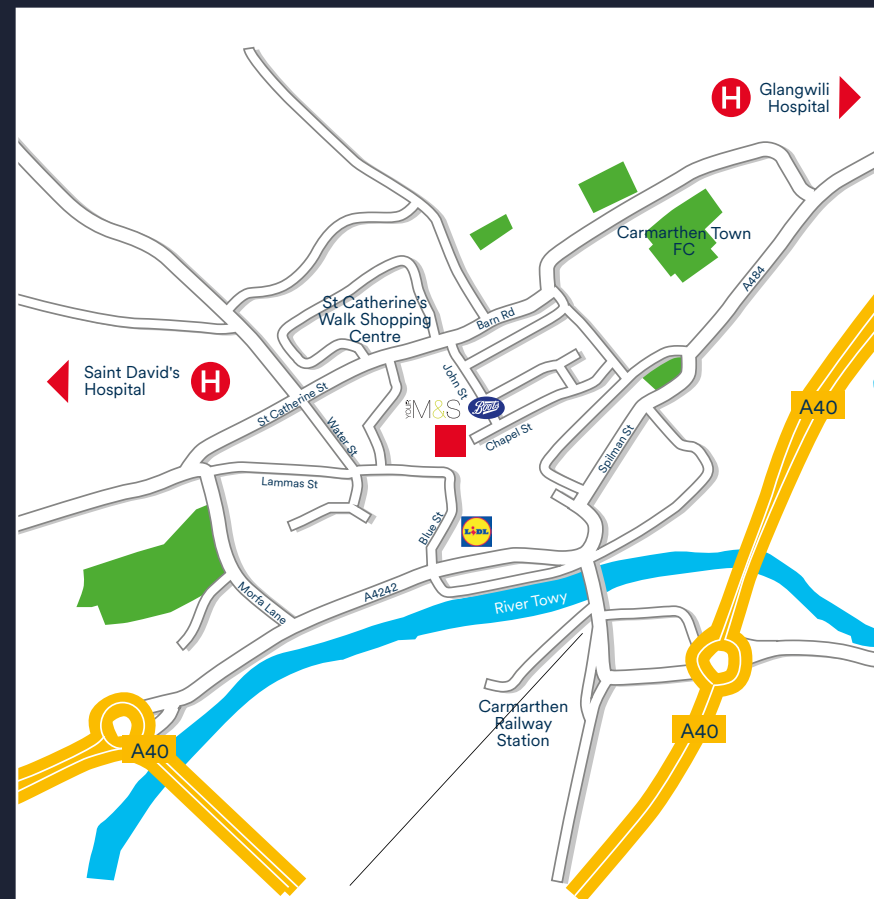 H
Glangwili
Hospital
Carmarthen Town
FC
A484
St Catherine's
Walk Shopping
Centre
Barn Rd
Saint David's
Hospital
H
John St
St Catherine St
A40
YOUR
M&S
Boots
Water St
Chapel St
Spilman St
Lammas St
Blue St
LIDL
A4242
Morfa Lane
River Towy
Carmarthen
Railway
Station
A40
A40